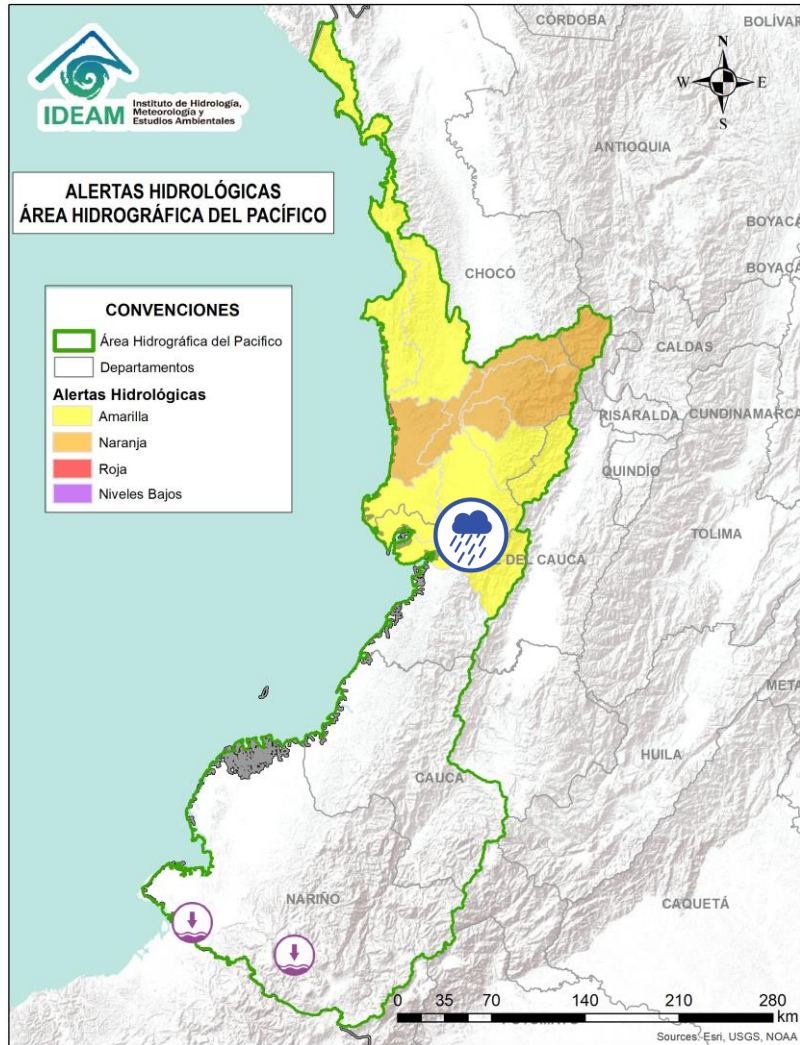 CÓRDOBA
BOLÍVAR
N
W
E
S
IDEAM
Instituto de Hidrología,
Meteorología y
Estudios Ambientales
ANTIOQUIA
ALERTAS HIDROLÓGICAS
ÁREA HIDROGRÁFICA DEL PACÍFICO
BOYACÁ
BOYACÁ
CHOCÓ
CONVENCIONES
Área Hidrográfica del Pacifico
Departamentos
Alertas Hidrológicas
Amarilla
Naranja
Roja
Niveles Bajos
CALDAS
RISARALDA
CUNDINAMARCA
QUINDÍO
TOLIMA
DEL CAUCA
META
HUILA
CAUCA
NARIÑO
CAQUETÁ
0 35 70 140 210 280
km
Sources: Esri, USGS, NOAA